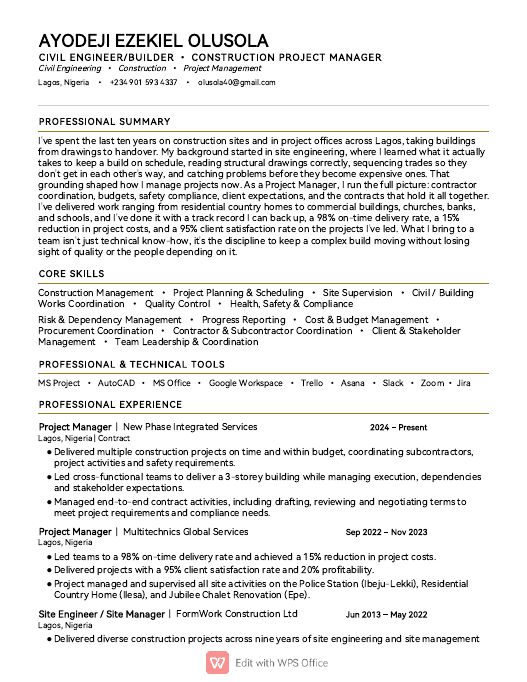 AYODEJI EZEKIEL OLUSOLA
CIVIL ENGINEER/BUILDER • CONSTRUCTION PROJECT MANAGER
Civil Engineering • Construction • Project Management
Lagos, Nigeria • +234 901 593 4337 • olusola40@gmail.com
PROFESSIONAL SUMMARY
I've spent the last ten years on construction sites and in project offices across Lagos, taking buildings
from drawings to handover. My background started in site engineering, where I learned what it actually
takes to keep a build on schedule, reading structural drawings correctly, sequencing trades so they
don't get in each other's way, and catching problems before they become expensive ones. That
grounding shaped how I manage projects now. As a Project Manager, I run the full picture: contractor
coordination, budgets, safety compliance, client expectations, and the contracts that hold it all together.
I've delivered for residential country homes to commercial buildings, churches, banks,
and schools, and I've done it with a track record I can back up, a 98% on-time delivery rate, a 15%
reduction in project costs, and a 95% client satisfaction rate on the projects I've led. What I bring to a
team isn't just technical know-how, it's the discipline to keep a complex build moving without losing
sight of quality or the people depending on it.
CORE SKILLS
Construction Management • Project Planning & Scheduling • Site Supervision • Civil / Building
Works Coordination • Quality Control • Health, Safety & Compliance
Risk & Dependency Management • Progress Reporting • Cost & Budget Management •
Procurement Coordination • Contractor & Subcontractor Coordination • Client & Stakeholder
Management • Team Leadership & Coordination
PROFESSIONAL & TECHNICAL TOOLS
MS Project • AutoCAD • MS Office • Google Workspace • Trello • Asana • Slack • Zoom • Jira
PROFESSIONAL EXPERIENCE
Project Manager | New Phase Integrated Services 2024 – Present
Lagos, Nigeria | Contract
• Delivered multiple construction projects on time and within budget, coordinating subcontractors,
project activities and safety requirements.
• Led cross-functional teams to deliver a 3-storey building while managing execution, dependencies
and stakeholder expectations.
• Managed end-to-end contract activities, including drafting, reviewing and negotiating terms to
meet project requirements and compliance needs.
Project Manager | Multitechnics Global Services Sep 2022 – Nov 2023
Lagos, Nigeria
• Led teams to a 98% on-time delivery rate and achieved a 15% reduction in project costs.
• Delivered projects with a 95% client satisfaction rate and 20% profitability.
• Project managed and supervised all site activities on the Police Station (Ibeju-Lekki), Residential
Country Home (Ilesa), and Jubilee Chalet Renovation (Epe).
Site Engineer / Site Manager | FormWork Construction Ltd Jun 2013 – May 2022
Lagos, Nigeria
• Delivered diverse construction projects across nine years of site engineering and site management
Edit with WPS Office